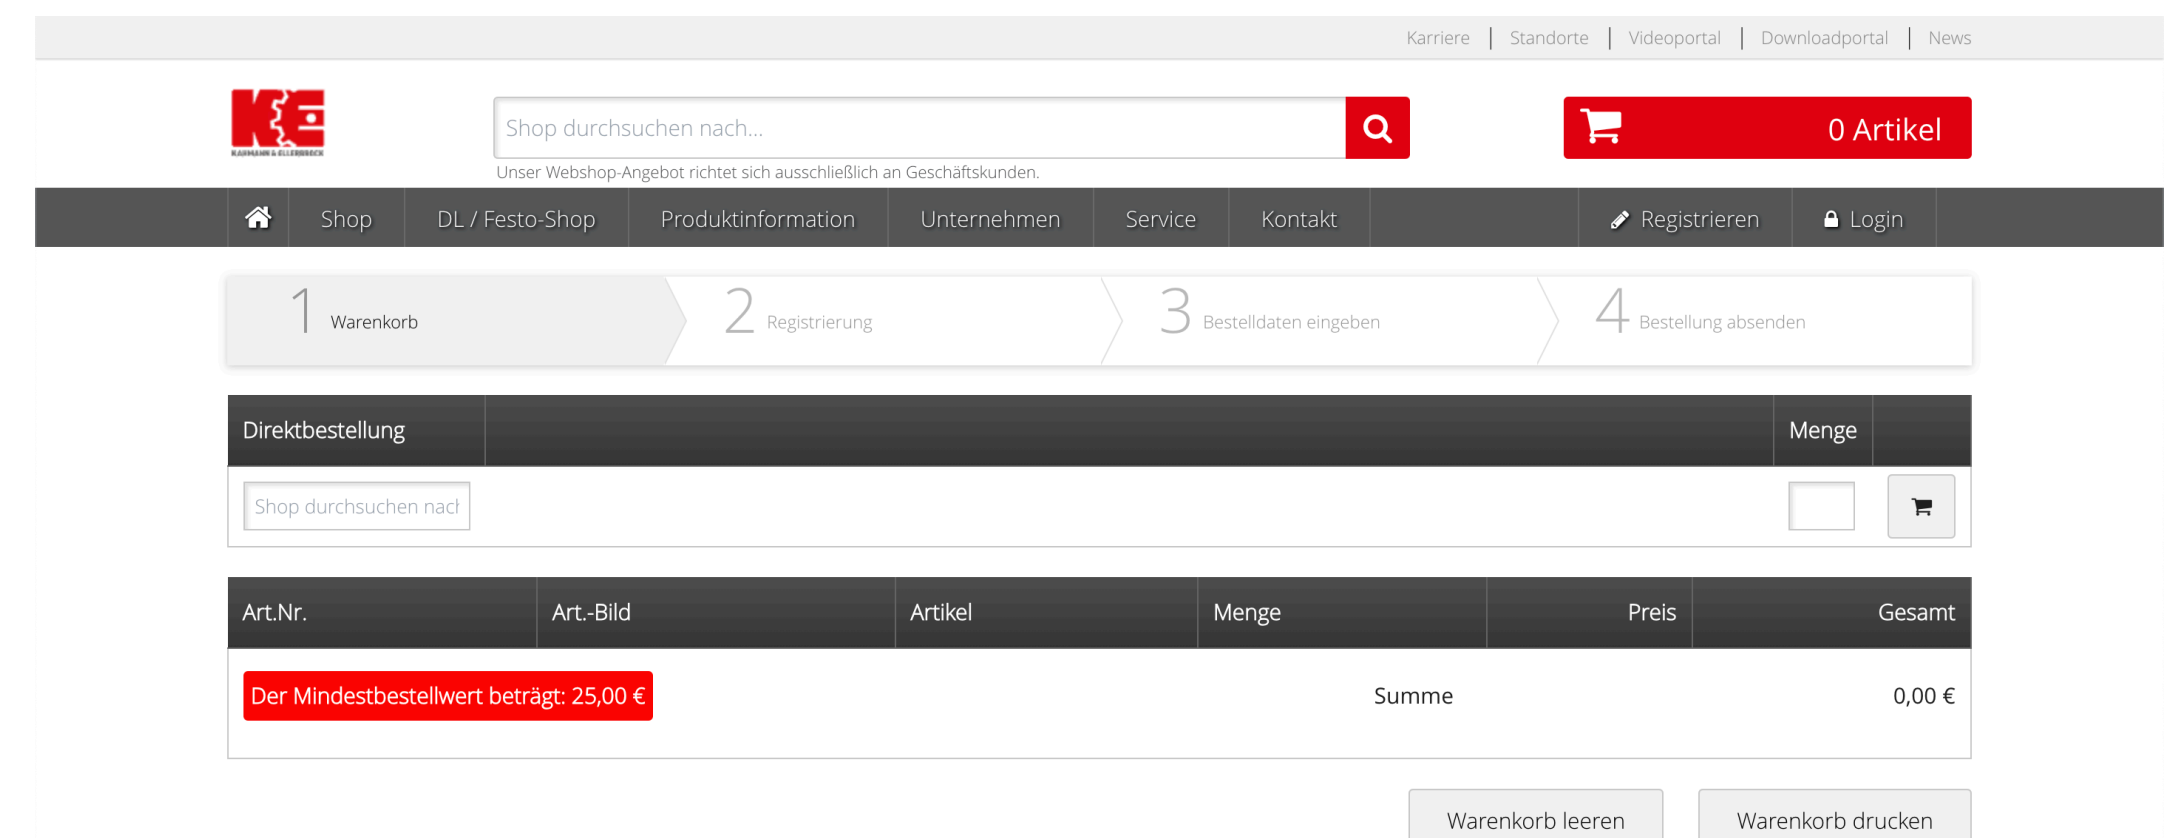 Karriere | Standorte | Videoportal | Downloadportal | News
KE
KARMANN & ELLERBROCK
Shop durchsuchen nach...
0 Artikel
Unser Webshop-Angebot richtet sich ausschließlich an Geschäftskunden.
Shop DL / Festo-Shop Produktinformation Unternehmen Service Kontakt Registrieren Login
1 Warenkorb 2 Registrierung 3 Bestelldaten eingeben 4 Bestellung absenden
Direktbestellung Menge
Shop durchsuchen nach
Art.Nr. Art.-Bild Artikel Menge Preis Gesamt
Der Mindestbestellwert beträgt: 25,00 € Summe 0,00 €
Warenkorb leeren Warenkorb drucken